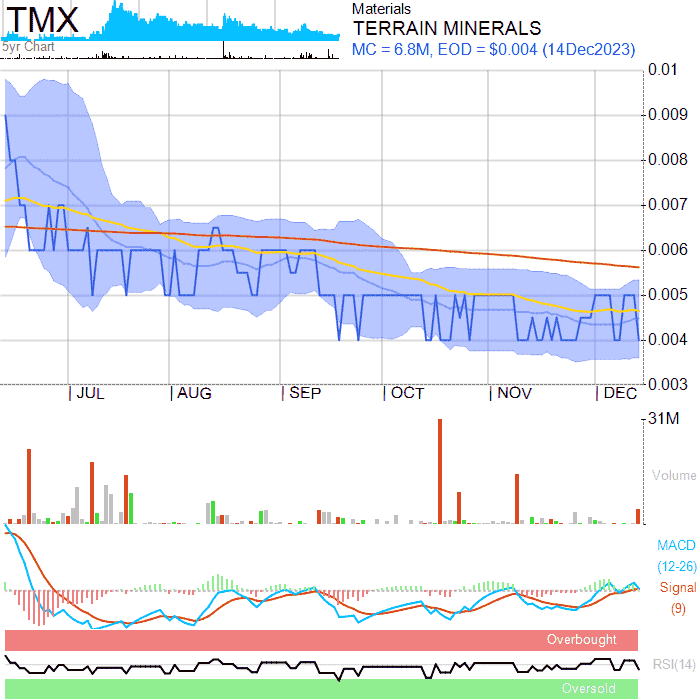 TMX
5yr Chart
Materials
TERRAIN MINERALS
MC = 6.8M, EOD = $0.004 (14Dec2023)
0.01
0.009
0.008
0.007
0.006
0.005
0.004
0.003
JUL AUG SEP OCT NOV DEC
31M
Volume
MACD
(12-26)
Signal
(9)
Overbought
RSI(14)
Oversold